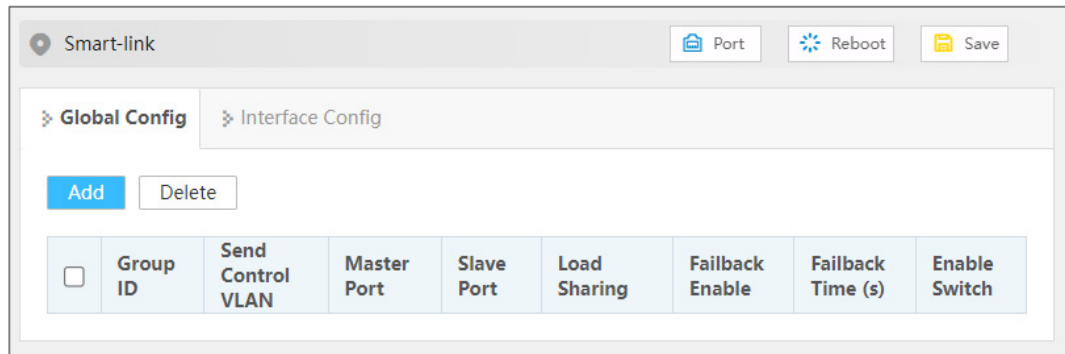 Smart-link Port Reboot Save
Global Config Interface Config
Add Delete
Group ID Send Control VLAN Master Port Slave Port Load Sharing Failback Enable Failback Time (s) Enable Switch